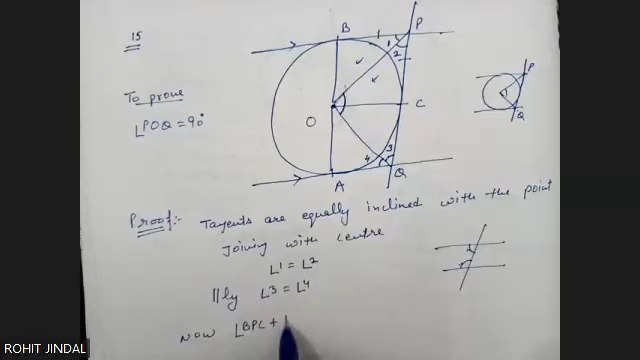 15
B
P
1
2
To prove
∠POQ = 90°
O
C
P
Q
4
3
A
Q
Proof:- Tangents are equally inclined with the point
Joining with centre
∠1 = ∠2
||ly ∠3 = ∠4
NOW ∠BPC +
ROHIT JINDAL